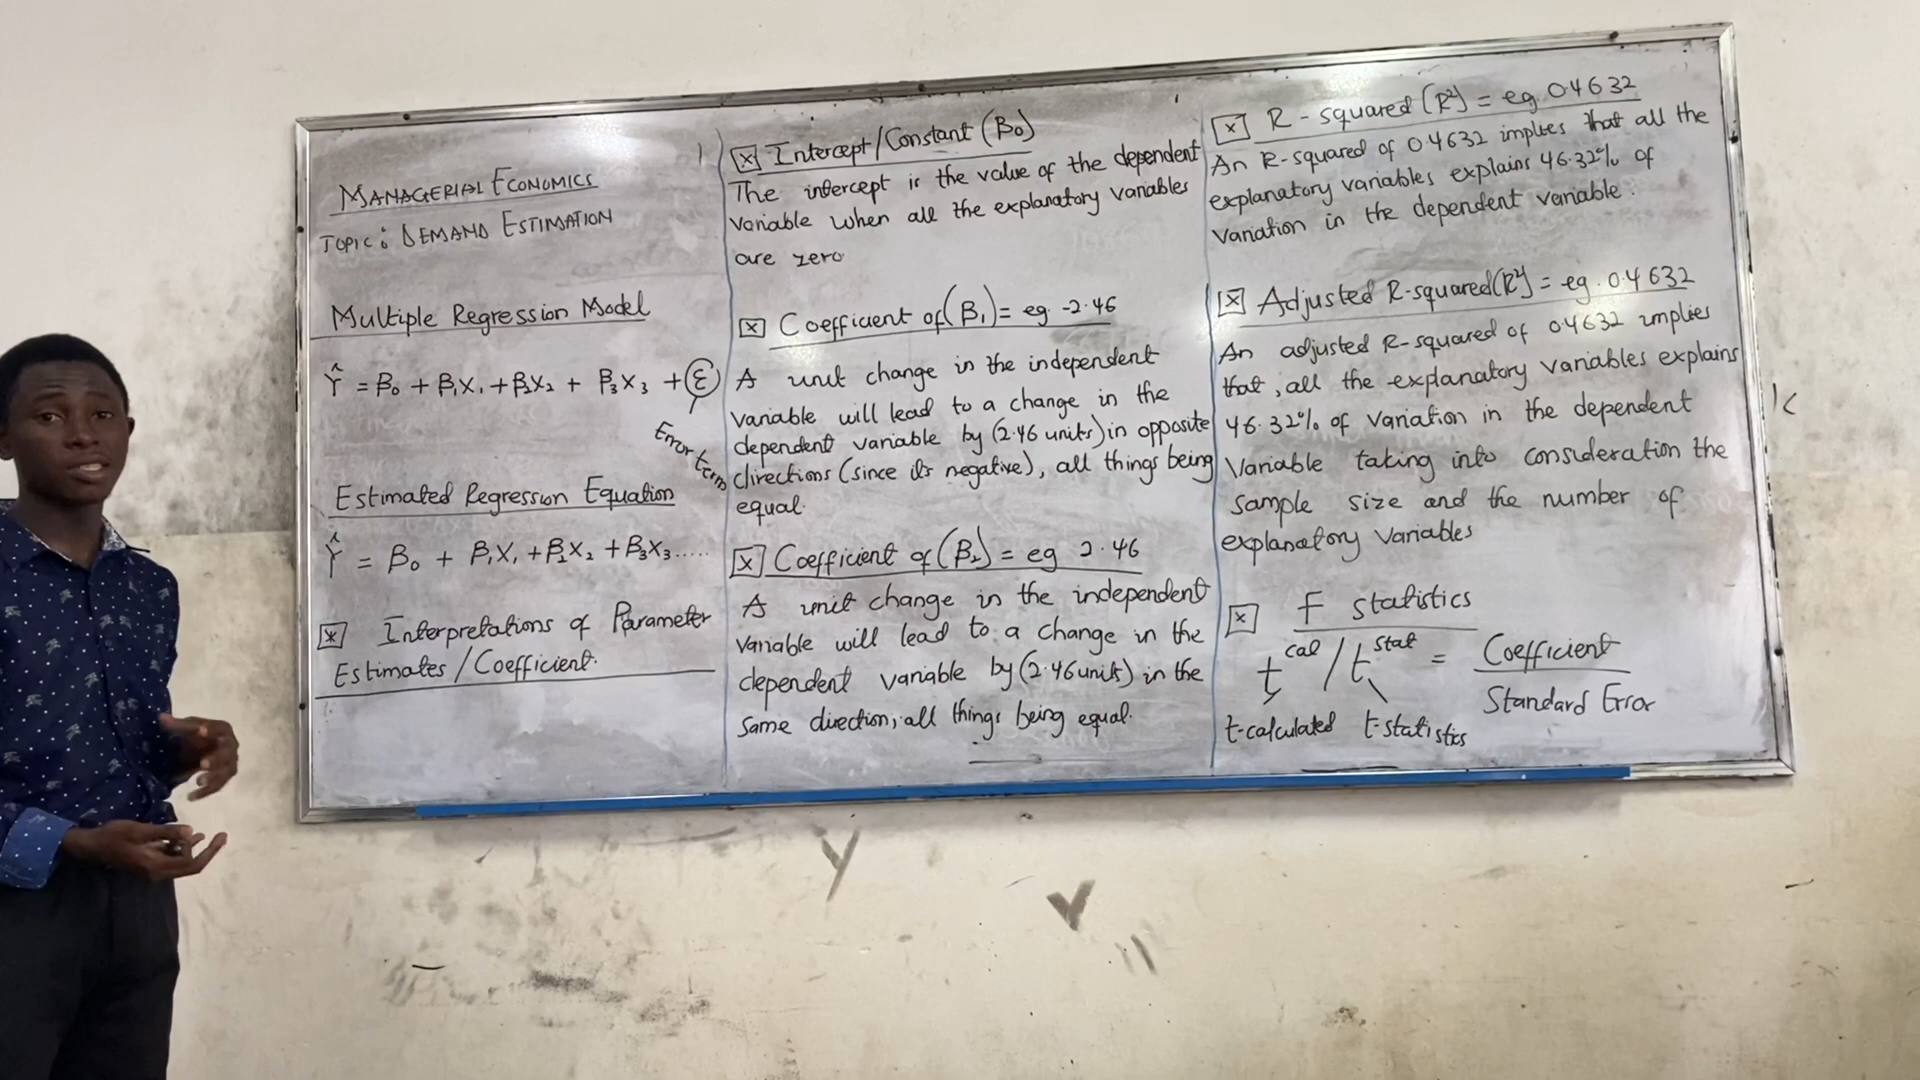 MANAGERIAL ECONOMICS
TOPIC: DEMAND ESTIMATION
Multiple Regression Model
Ŷ = β₀ + β₁X₁ + β₂X₂ + β₃X₃ + ε
Error term
Estimated Regression Equation
Ŷ = β₀ + β₁X₁ + β₂X₂ + β₃X₃.....
[x] Interpretations of Parameter
Estimates/Coefficient.
[x] Intercept/Constant (β₀)
The intercept is the value of the dependent
variable when all the explanatory variables
are zero
[x] Coefficient of (β₁) = eg. -2.46
A unit change in the independent
variable will lead to a change in the
dependent variable by (2.46 units) in opposite
directions (since its negative), all things being
equal.
[x] Coefficient of (β₂) = eg 2.46
A unit change in the independent
variable will lead to a change in the
dependent variable by (2.46 units) in the
same direction, all things being equal.
[x] R-squared (R²) = eg 0.4632
An R-squared of 0.4632 implies that all the
explanatory variables explains 46.32% of
variation in the dependent variable.
[x] Adjusted R-squared (R²) = eg. 0.4632
An adjusted R-squared of 0.4632 implies
that, all the explanatory variables explains
46.32% of variation in the dependent
variable taking into consideration the
sample size and the number of
explanatory variables
[x] F statistics
t^cal / t^stat = Coefficient / Standard Error
t-calculated t-statistics